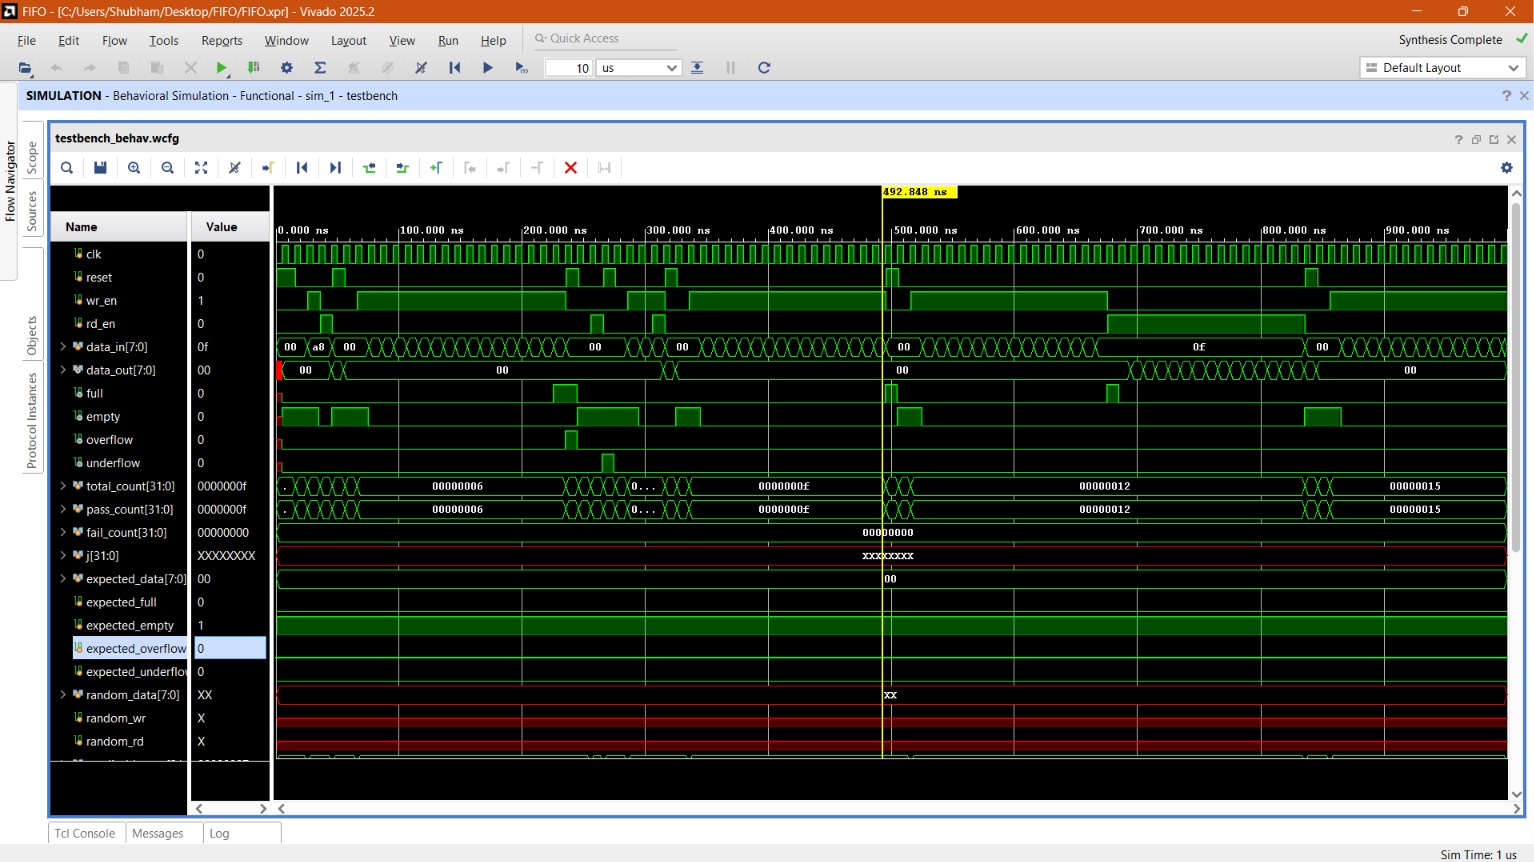 FIFO - [C:/Users/Shubham/Desktop/FIFO/FIFO.xpr] - Vivado 2025.2
File Edit Flow Tools Reports Window Layout View Run Help Quick Access Synthesis Complete
10 us Default Layout
SIMULATION - Behavioral Simulation - Functional - sim_1 - testbench
Flow Navigator
Scope
Sources
Objects
Protocol Instances
testbench_behav.wcfg
492.848 ns
Name Value
0.000 ns 100.000 ns 200.000 ns 300.000 ns 400.000 ns 500.000 ns 600.000 ns 700.000 ns 800.000 ns 900.000 ns
clk 0
reset 0
wr_en 1
rd_en 0
data_in[7:0] 0f 00 a8 00 00 00 00 0f 00
data_out[7:0] 00 00 00 00 00
full 0
empty 0
overflow 0
underflow 0
total_count[31:0] 0000000f . 00000006 0... 0000000f 00000012 00000015
pass_count[31:0] 0000000f . 00000006 0... 0000000f 00000012 00000015
fail_count[31:0] 00000000 00000000
j[31:0] XXXXXXXX XXXXXXXX
expected_data[7:0] 00 00
expected_full 0
expected_empty 1
expected_overflow 0
expected_underflo 0
random_data[7:0] XX XX
random_wr X
random_rd X
Tcl Console Messages Log
Sim Time: 1 us